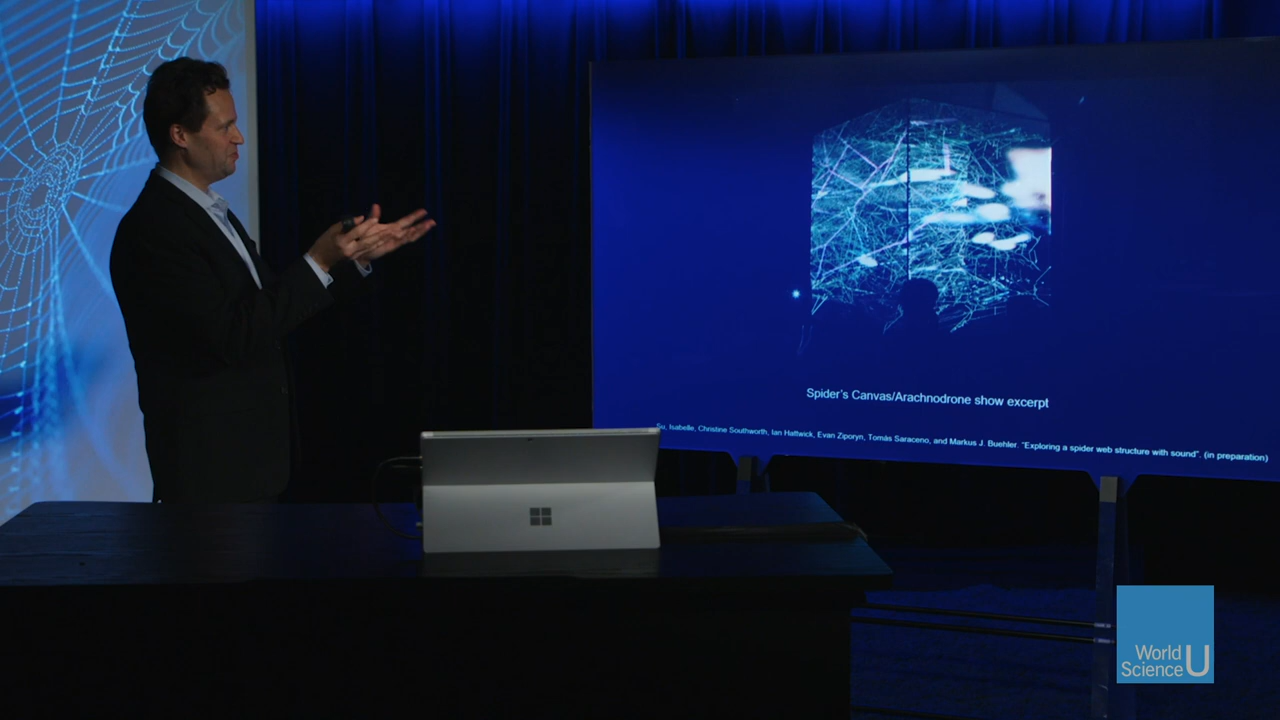 Spider's Canvas/Arachnodrone show excerpt
Su, Isabelle, Christine Southworth, Ian Hattwick, Evan Ziporyn, Tomás Saraceno, and Markus J. Buehler. "Exploring a spider web structure with sound". (in preparation)
World
Science U